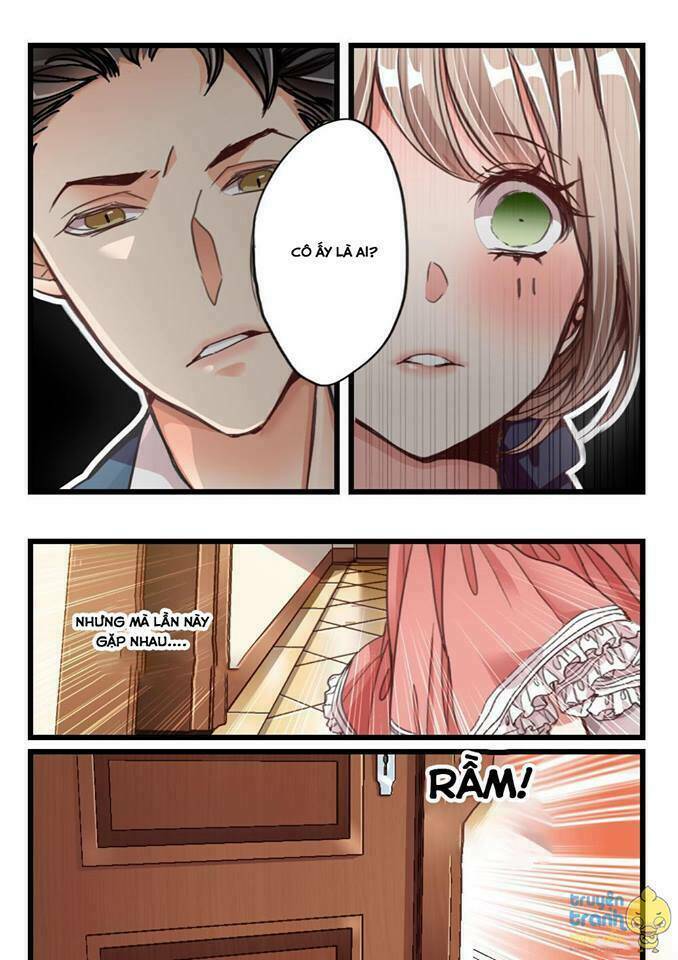 CÔ ẤY LÀ AI?
NHƯNG MÀ LẦN NÀY
GẶP NHAU....
RẦM!
truyện
tranh